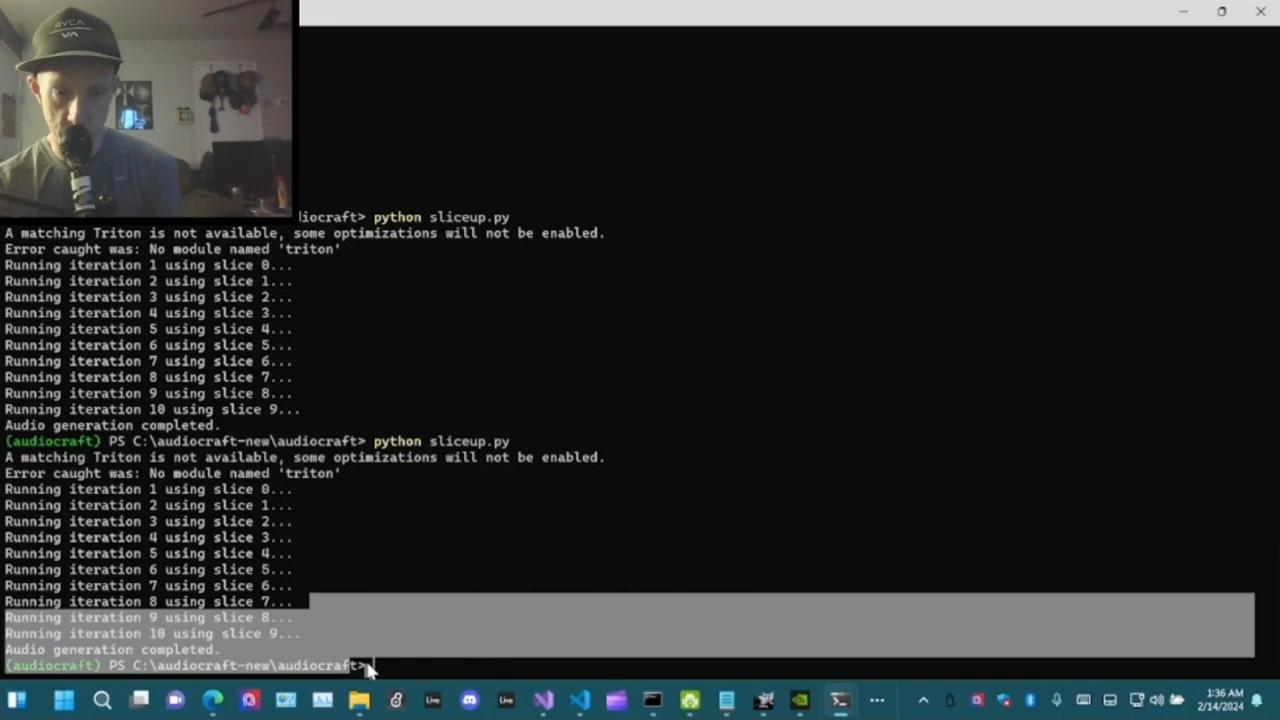 RVCA
VA
iocraft> python sliceup.py
A matching Triton is not available, some optimizations will not be enabled.
Error caught was: No module named 'triton'
Running iteration 1 using slice 0...
Running iteration 2 using slice 1...
Running iteration 3 using slice 2...
Running iteration 4 using slice 3...
Running iteration 5 using slice 4...
Running iteration 6 using slice 5...
Running iteration 7 using slice 6...
Running iteration 8 using slice 7...
Running iteration 9 using slice 8...
Running iteration 10 using slice 9...
Audio generation completed.
(audiocraft) PS C:\audiocraft-new\audiocraft> python sliceup.py
A matching Triton is not available, some optimizations will not be enabled.
Error caught was: No module named 'triton'
Running iteration 1 using slice 0...
Running iteration 2 using slice 1...
Running iteration 3 using slice 2...
Running iteration 4 using slice 3...
Running iteration 5 using slice 4...
Running iteration 6 using slice 5...
Running iteration 7 using slice 6...
Running iteration 8 using slice 7...
Running iteration 9 using slice 8...
Running iteration 10 using slice 9...
Audio generation completed.
(audiocraft) PS C:\audiocraft-new\audiocraft>
Live Live
1:36 AM
2/14/2024